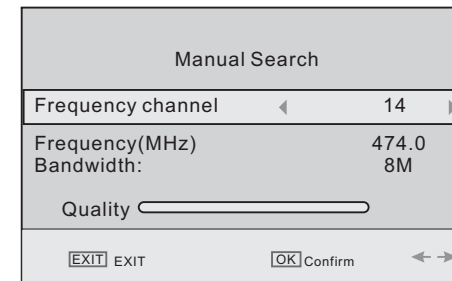 Manual Search
Frequency channel 14
Frequency(MHz) 474.0
Bandwidth: 8M
Quality
EXIT EXIT OK Confirm